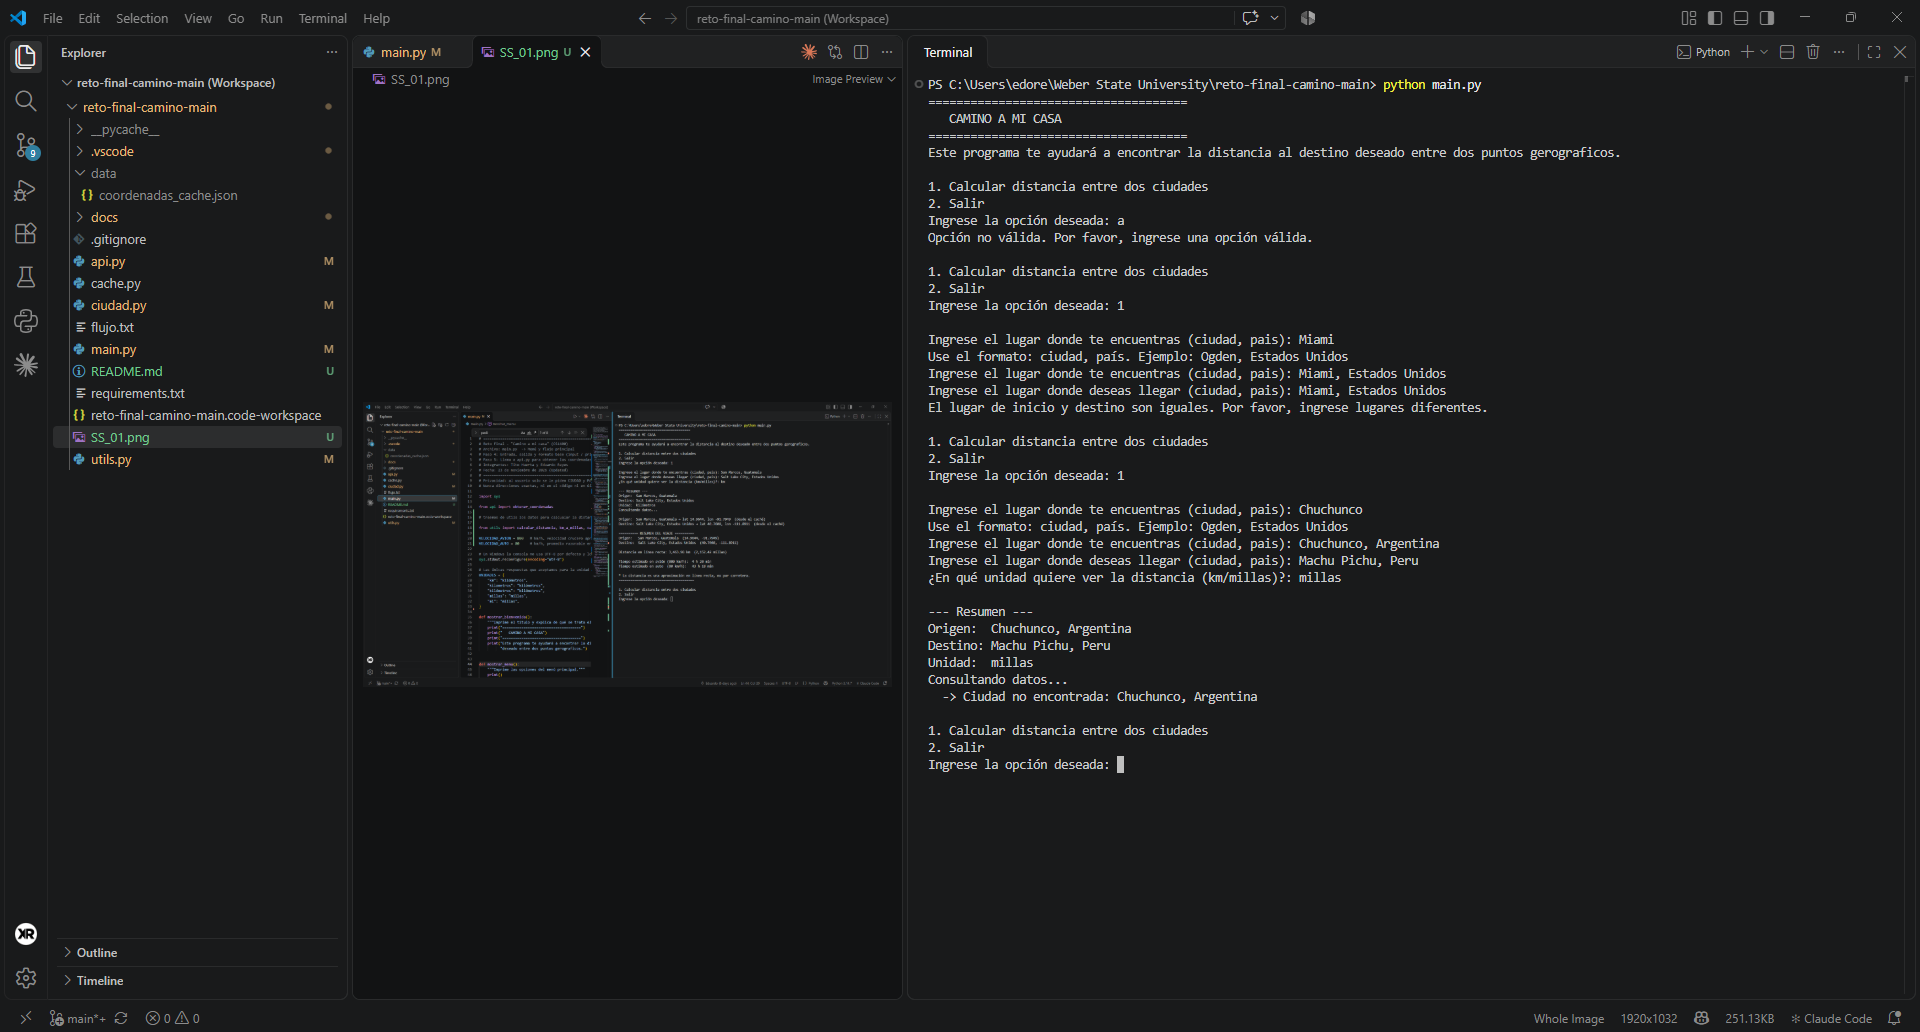 File Edit Selection View Go Run Terminal Help
reto-final-camino-main (Workspace)
Explorer
reto-final-camino-main (Workspace)
reto-final-camino-main
__pycache__
.vscode
data
coordenadas_cache.json
docs
.gitignore
api.py M
cache.py
ciudad.py M
flujo.txt
main.py M
README.md U
requirements.txt
reto-final-camino-main.code-workspace
SS_01.png U
utils.py M
Outline
Timeline
9
main.py M
SS_01.png U
SS_01.png
Image Preview
Terminal
Python
PS C:\Users\edore\Weber State University\reto-final-camino-main> python main.py
=====================================
CAMINO A MI CASA
=====================================
Este programa te ayudará a encontrar la distancia al destino deseado entre dos puntos gerograficos.
1. Calcular distancia entre dos ciudades
2. Salir
Ingrese la opción deseada: a
Opción no válida. Por favor, ingrese una opción válida.
1. Calcular distancia entre dos ciudades
2. Salir
Ingrese la opción deseada: 1
Ingrese el lugar donde te encuentras (ciudad, pais): Miami
Use el formato: ciudad, país. Ejemplo: Ogden, Estados Unidos
Ingrese el lugar donde te encuentras (ciudad, pais): Miami, Estados Unidos
Ingrese el lugar donde deseas llegar (ciudad, pais): Miami, Estados Unidos
El lugar de inicio y destino son iguales. Por favor, ingrese lugares diferentes.
1. Calcular distancia entre dos ciudades
2. Salir
Ingrese la opción deseada: 1
Ingrese el lugar donde te encuentras (ciudad, pais): Chuchunco
Use el formato: ciudad, país. Ejemplo: Ogden, Estados Unidos
Ingrese el lugar donde te encuentras (ciudad, pais): Chuchunco, Argentina
Ingrese el lugar donde deseas llegar (ciudad, pais): Machu Pichu, Peru
¿En qué unidad quiere ver la distancia (km/millas)?: millas
--- Resumen ---
Origen: Chuchunco, Argentina
Destino: Machu Pichu, Peru
Unidad: millas
Consultando datos...
-> Ciudad no encontrada: Chuchunco, Argentina
1. Calcular distancia entre dos ciudades
2. Salir
Ingrese la opción deseada:
main*+ 0 0
Whole Image 1920x1032 251.13KB Claude Code